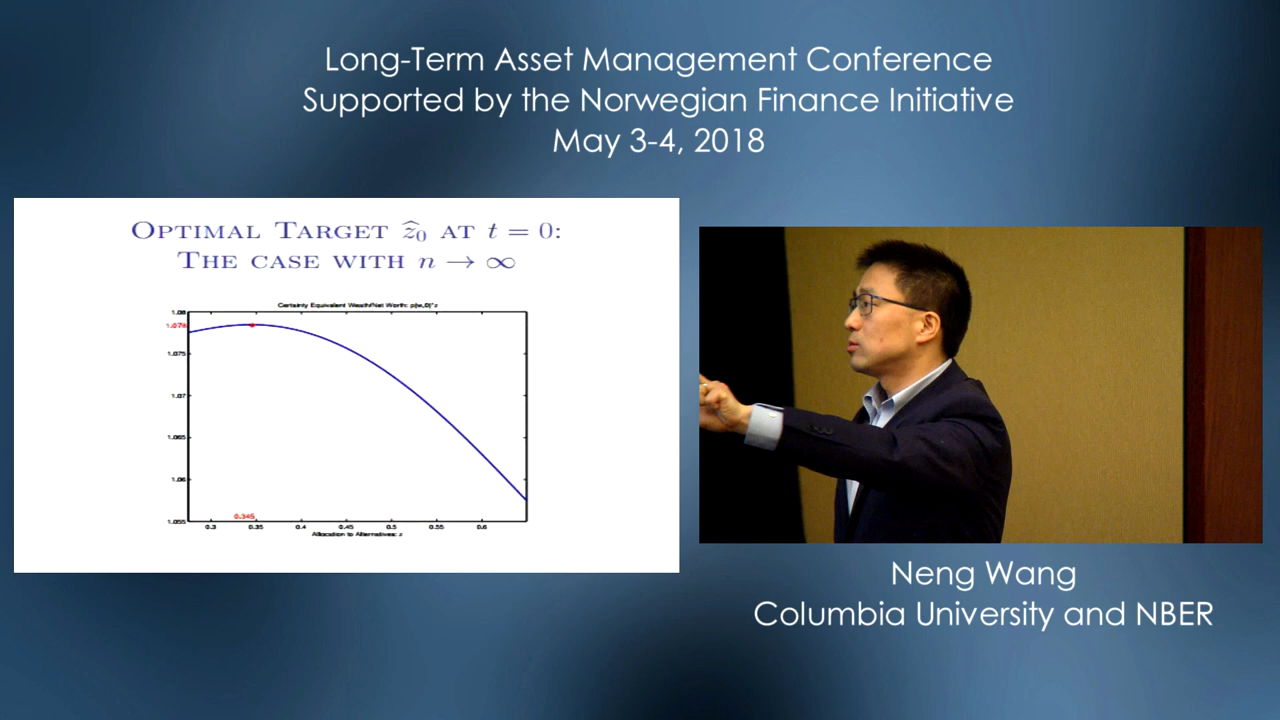 Long-Term Asset Management Conference
Supported by the Norwegian Finance Initiative
May 3-4, 2018
OPTIMAL TARGET ẑ₀ AT t = 0:
THE CASE WITH n → ∞
Certainty Equivalent Wealth/Net Worth: p(w,0)*z
1.08
1.078
1.075
1.07
1.065
1.06
1.055
0.345
0.3 0.35 0.4 0.45 0.5 0.55 0.6
Allocation to Alternatives: z
Neng Wang
Columbia University and NBER